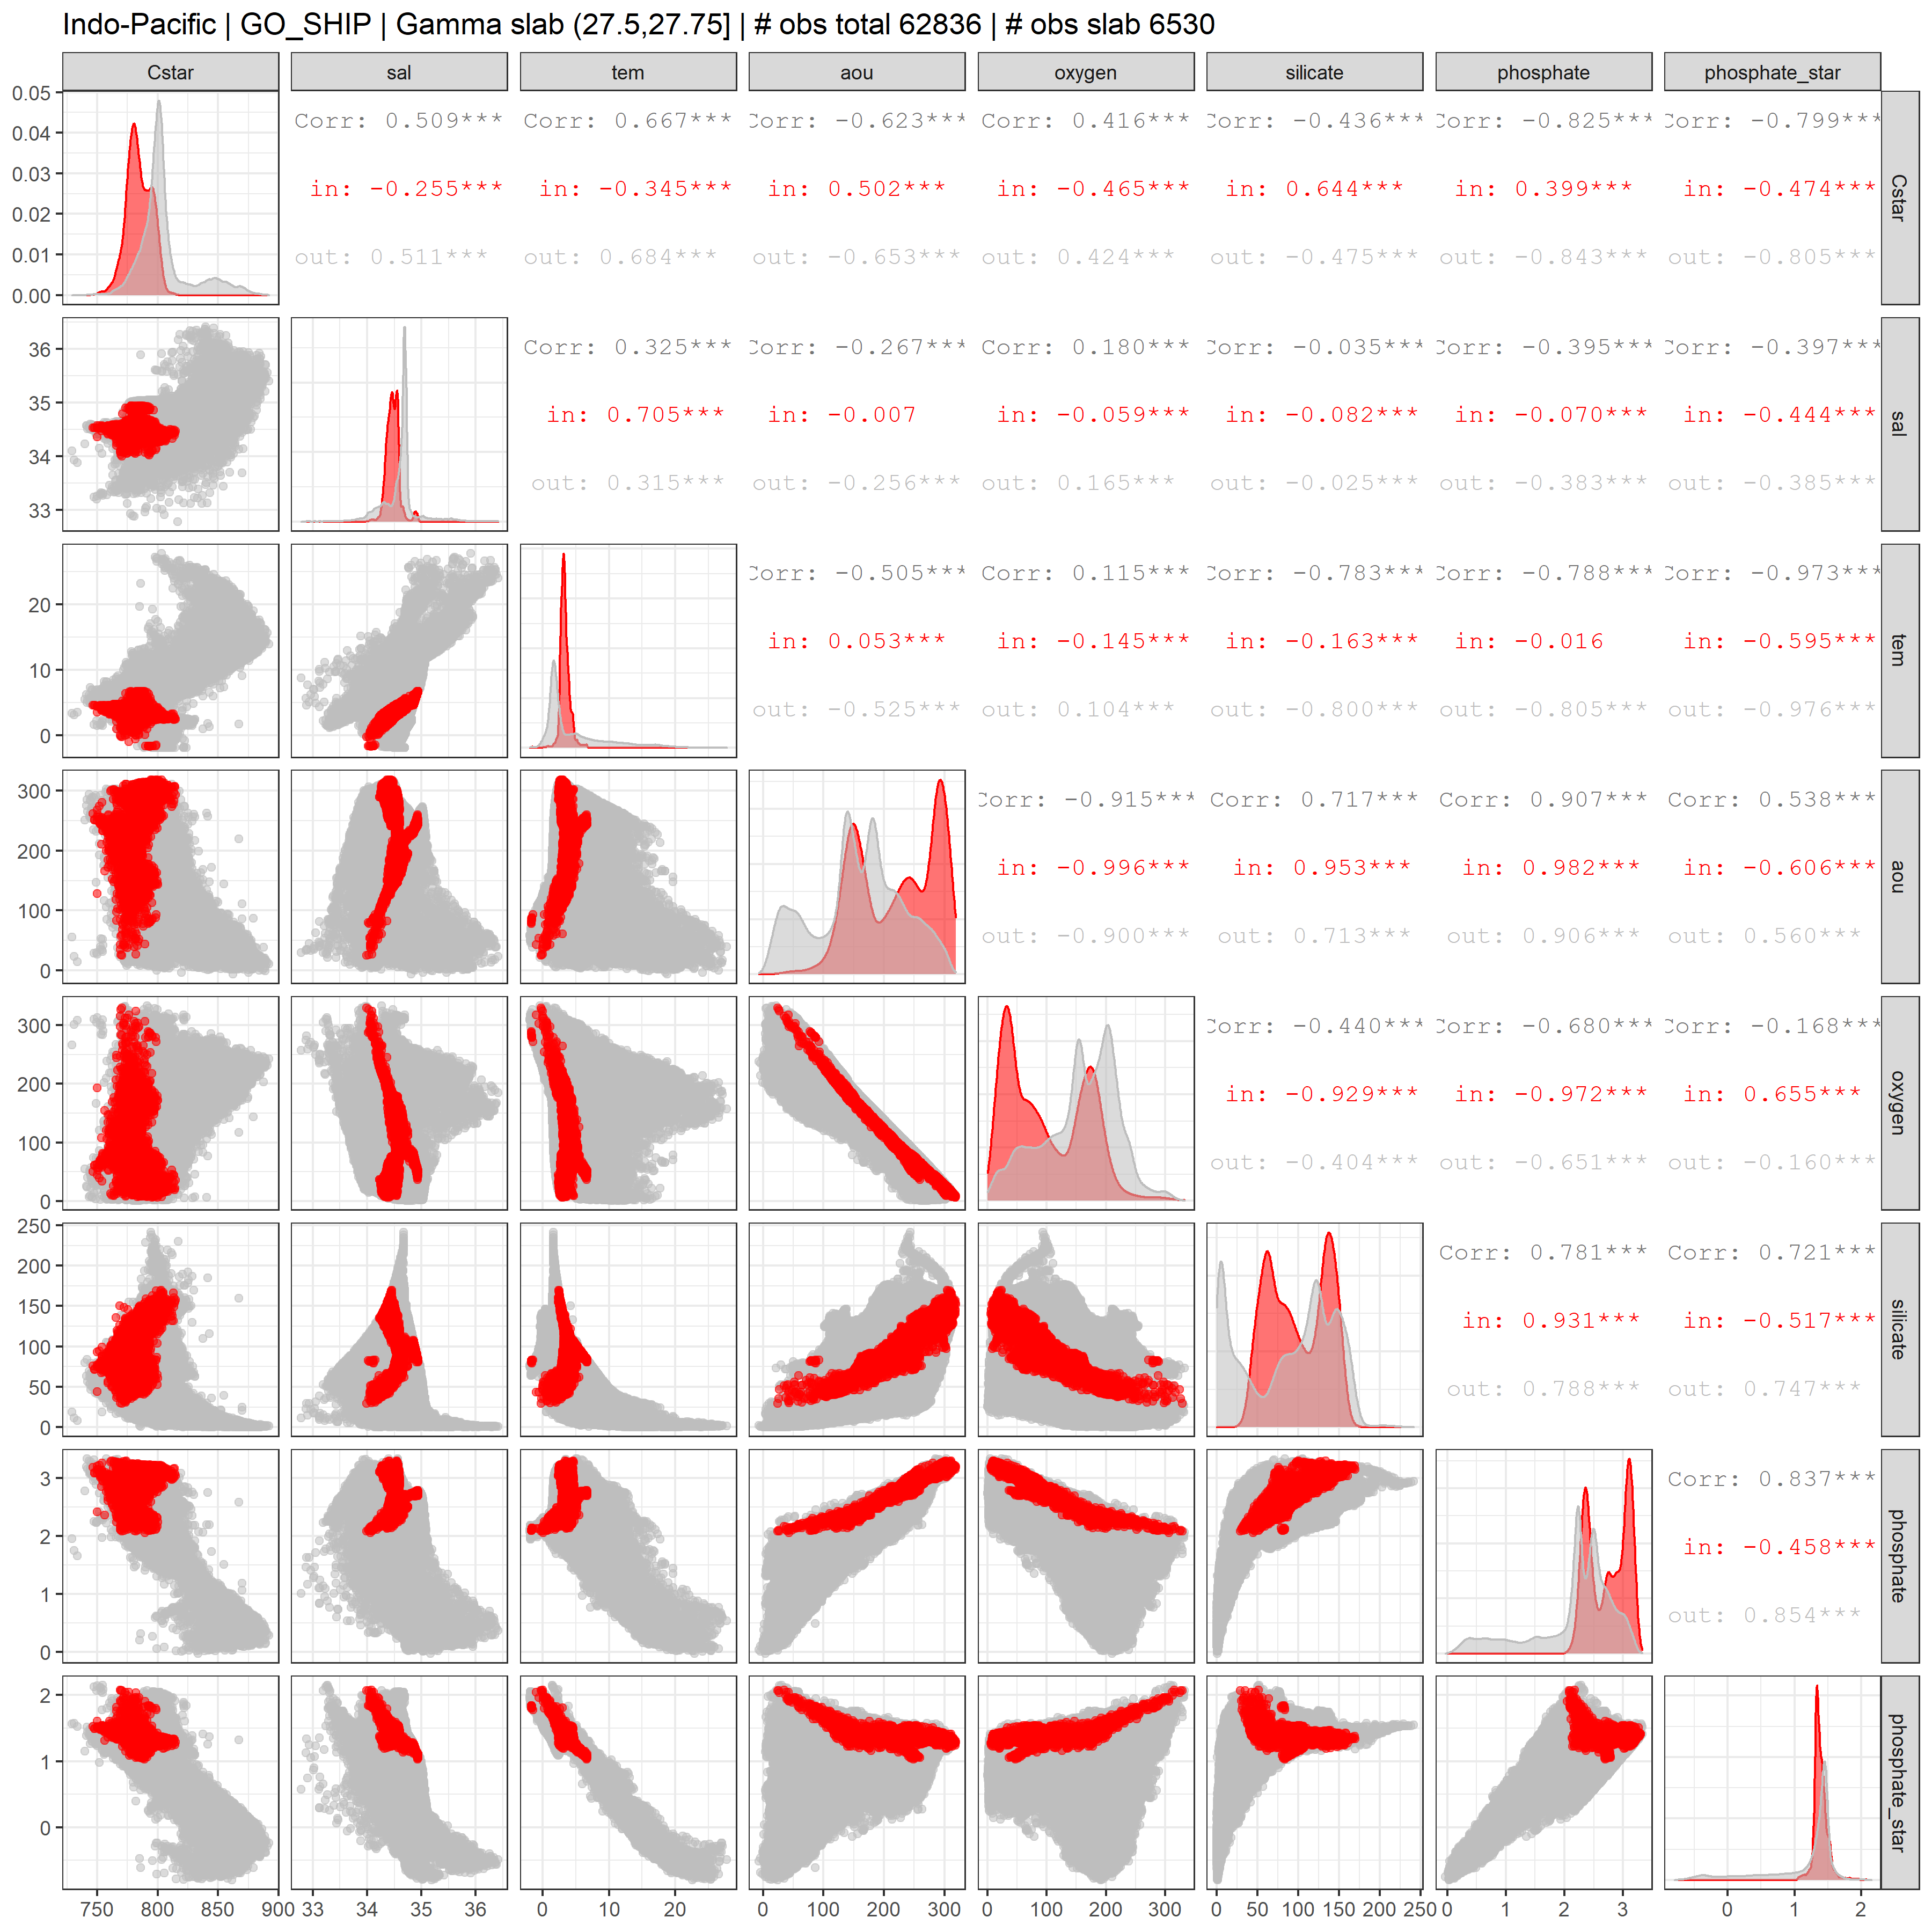 Indo-Pacific | GO_SHIP | Gamma slab (27.5,27.75] | # obs total 62836 | # obs slab 6530
Cstar sal tem aou oxygen silicate phosphate phosphate_star
0.05
0.04
0.03
0.02
0.01
0.00
Corr: 0.509*** Corr: 0.667*** Corr: -0.623*** Corr: 0.416*** Corr: -0.436*** Corr: -0.825*** Corr: -0.799***
in: -0.255*** in: -0.345*** in: 0.502*** in: -0.465*** in: 0.644*** in: 0.399*** in: -0.474***
out: 0.511*** out: 0.684*** out: -0.653*** out: 0.424*** out: -0.475*** out: -0.843*** out: -0.805***
Cstar
36
35
34
33
Corr: 0.325*** Corr: -0.267*** Corr: 0.180*** Corr: -0.035*** Corr: -0.395*** Corr: -0.397***
in: 0.705*** in: -0.007 in: -0.059*** in: -0.082*** in: -0.070*** in: -0.444***
out: 0.315*** out: -0.256*** out: 0.165*** out: -0.025*** out: -0.383*** out: -0.385***
sal
20
10
0
Corr: -0.505*** Corr: 0.115*** Corr: -0.783*** Corr: -0.788*** Corr: -0.973***
in: 0.053*** in: -0.145*** in: -0.163*** in: -0.016 in: -0.595***
out: -0.525*** out: 0.104*** out: -0.800*** out: -0.805*** out: -0.976***
tem
300
200
100
0
Corr: -0.915*** Corr: 0.717*** Corr: 0.907*** Corr: 0.538***
in: -0.996*** in: 0.953*** in: 0.982*** in: -0.606***
out: -0.900*** out: 0.713*** out: 0.906*** out: 0.560***
aou
300
200
100
0
Corr: -0.440*** Corr: -0.680*** Corr: -0.168***
in: -0.929*** in: -0.972*** in: 0.655***
out: -0.404*** out: -0.651*** out: -0.160***
oxygen
250
200
150
100
50
0
Corr: 0.781*** Corr: 0.721***
in: 0.931*** in: -0.517***
out: 0.788*** out: 0.747***
silicate
3
2
1
0
Corr: 0.837***
in: -0.458***
out: 0.854***
phosphate
2
1
0
phosphate_star
750 800 850 900 33 34 35 36 0 10 20 0 100 200 300 0 100 200 300 0 50 100 150 200 250 0 1 2 3 0 1 2